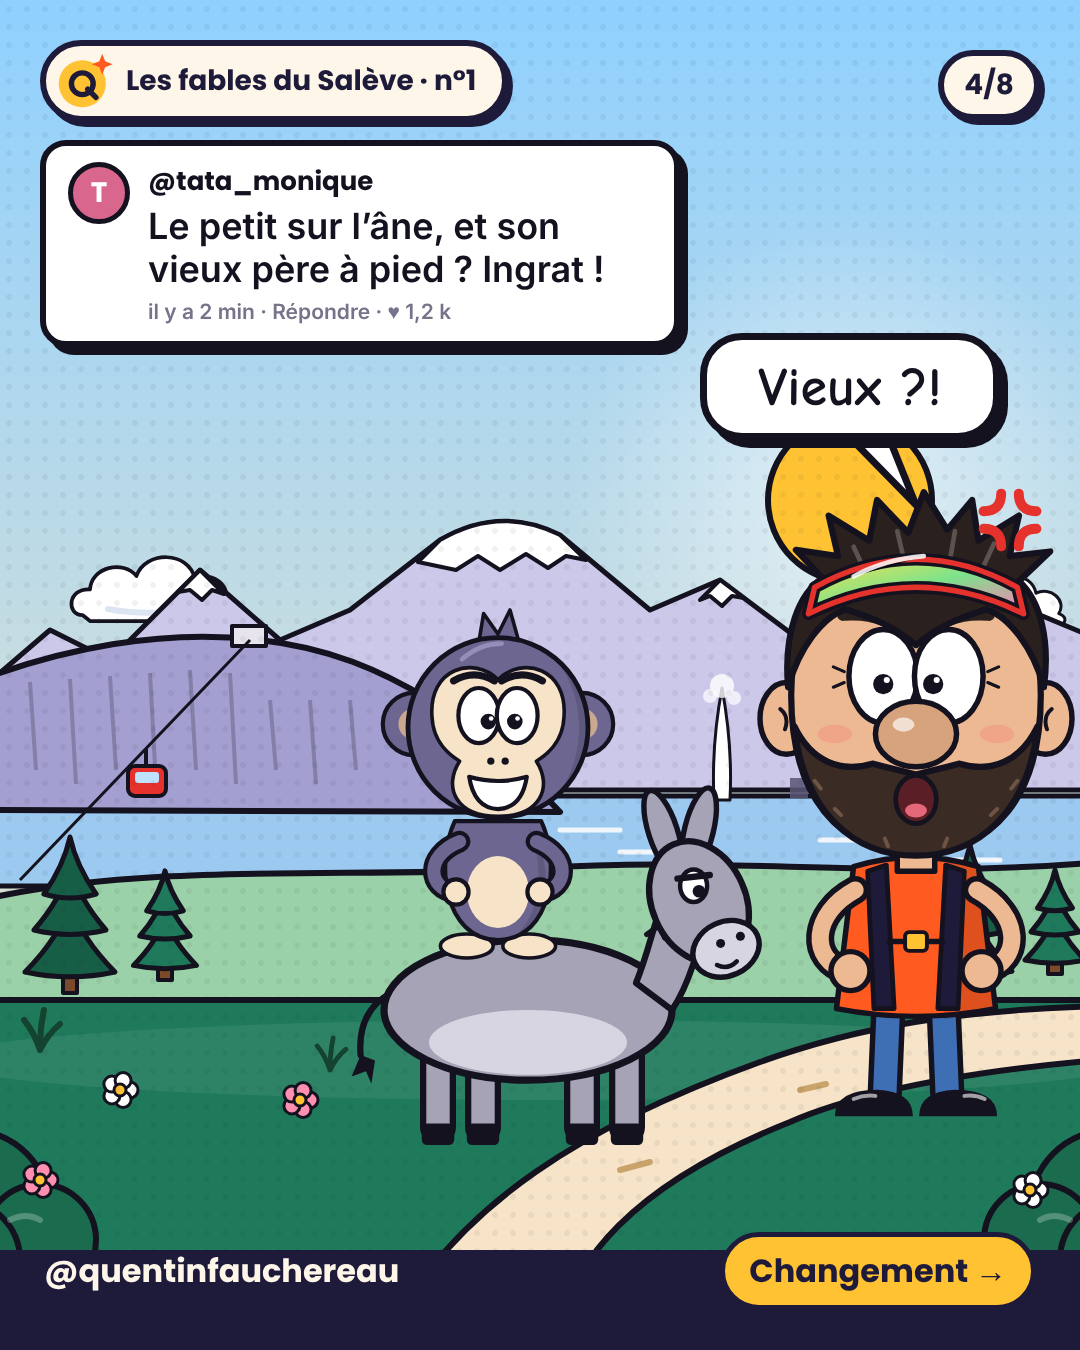 Q
Les fables du Salève · n°1
4/8
T
@tata_monique
Le petit sur l’âne, et son
vieux père à pied ? Ingrat !
il y a 2 min · Répondre · ♥ 1,2 k
Vieux ?!
@quentinfauchereau
Changement →